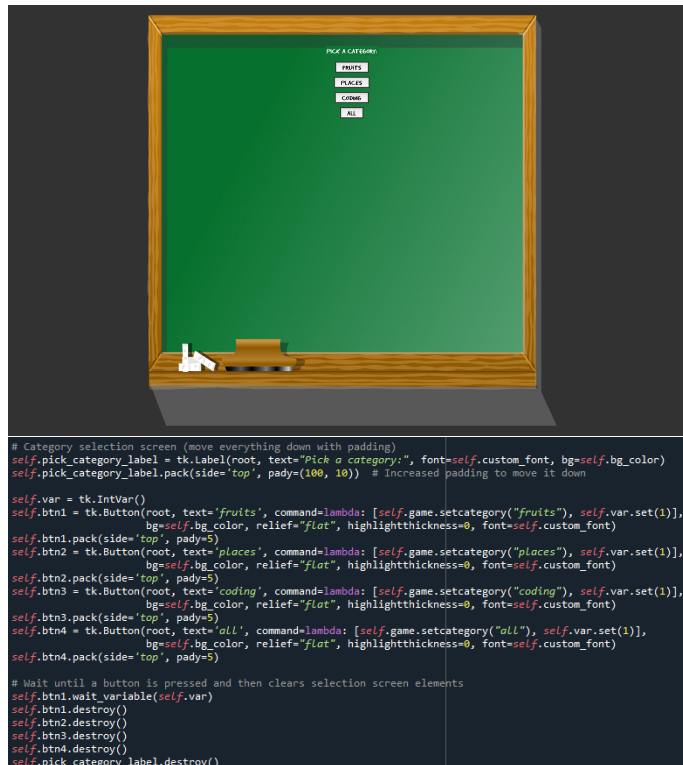 PICK A CATEGORY:
FRUITS
PLACES
CODING
ALL
# Category selection screen (move everything down with padding)
self.pick_category_label = tk.Label(root, text="Pick a category:", font=self.custom_font, bg=self.bg_color)
self.pick_category_label.pack(side='top', pady=(100, 10))  # Increased padding to move it down
self.var = tk.IntVar()
self.btn1 = tk.Button(root, text='fruits', command=lambda: [self.game.setcategory("fruits"), self.var.set(1)],
bg=self.bg_color, relief="flat", highlightthickness=0, font=self.custom_font)
self.btn1.pack(side='top', pady=5)
self.btn2 = tk.Button(root, text='places', command=lambda: [self.game.setcategory("places"), self.var.set(1)],
bg=self.bg_color, relief="flat", highlightthickness=0, font=self.custom_font)
self.btn2.pack(side='top', pady=5)
self.btn3 = tk.Button(root, text='coding', command=lambda: [self.game.setcategory("coding"), self.var.set(1)],
bg=self.bg_color, relief="flat", highlightthickness=0, font=self.custom_font)
self.btn3.pack(side='top', pady=5)
self.btn4 = tk.Button(root, text='all', command=lambda: [self.game.setcategory("all"), self.var.set(1)],
bg=self.bg_color, relief="flat", highlightthickness=0, font=self.custom_font)
self.btn4.pack(side='top', pady=5)
# Wait until a button is pressed and then clears selection screen elements
self.btn1.wait_variable(self.var)
self.btn1.destroy()
self.btn2.destroy()
self.btn3.destroy()
self.btn4.destroy()
self.pick_category_label.destroy()